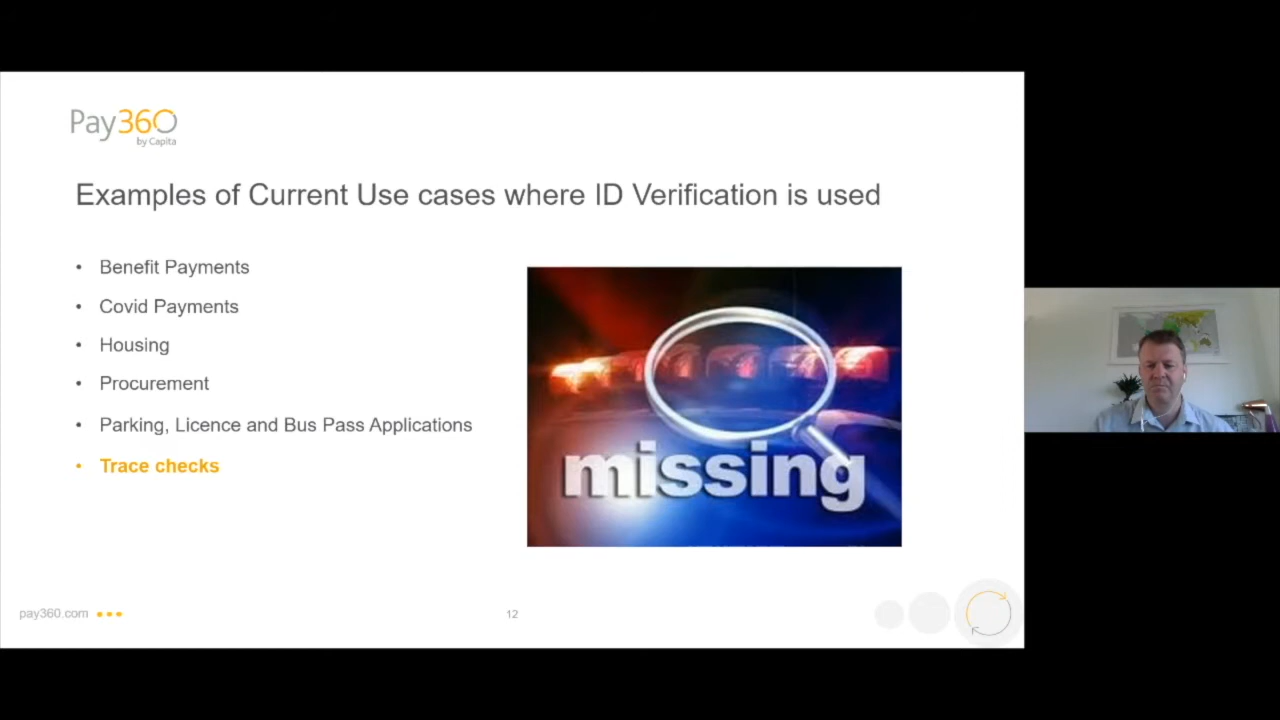 Pay360
by Capita
Examples of Current Use cases where ID Verification is used
• Benefit Payments
• Covid Payments
• Housing
• Procurement
• Parking, Licence and Bus Pass Applications
• Trace checks
missing
pay360.com
12